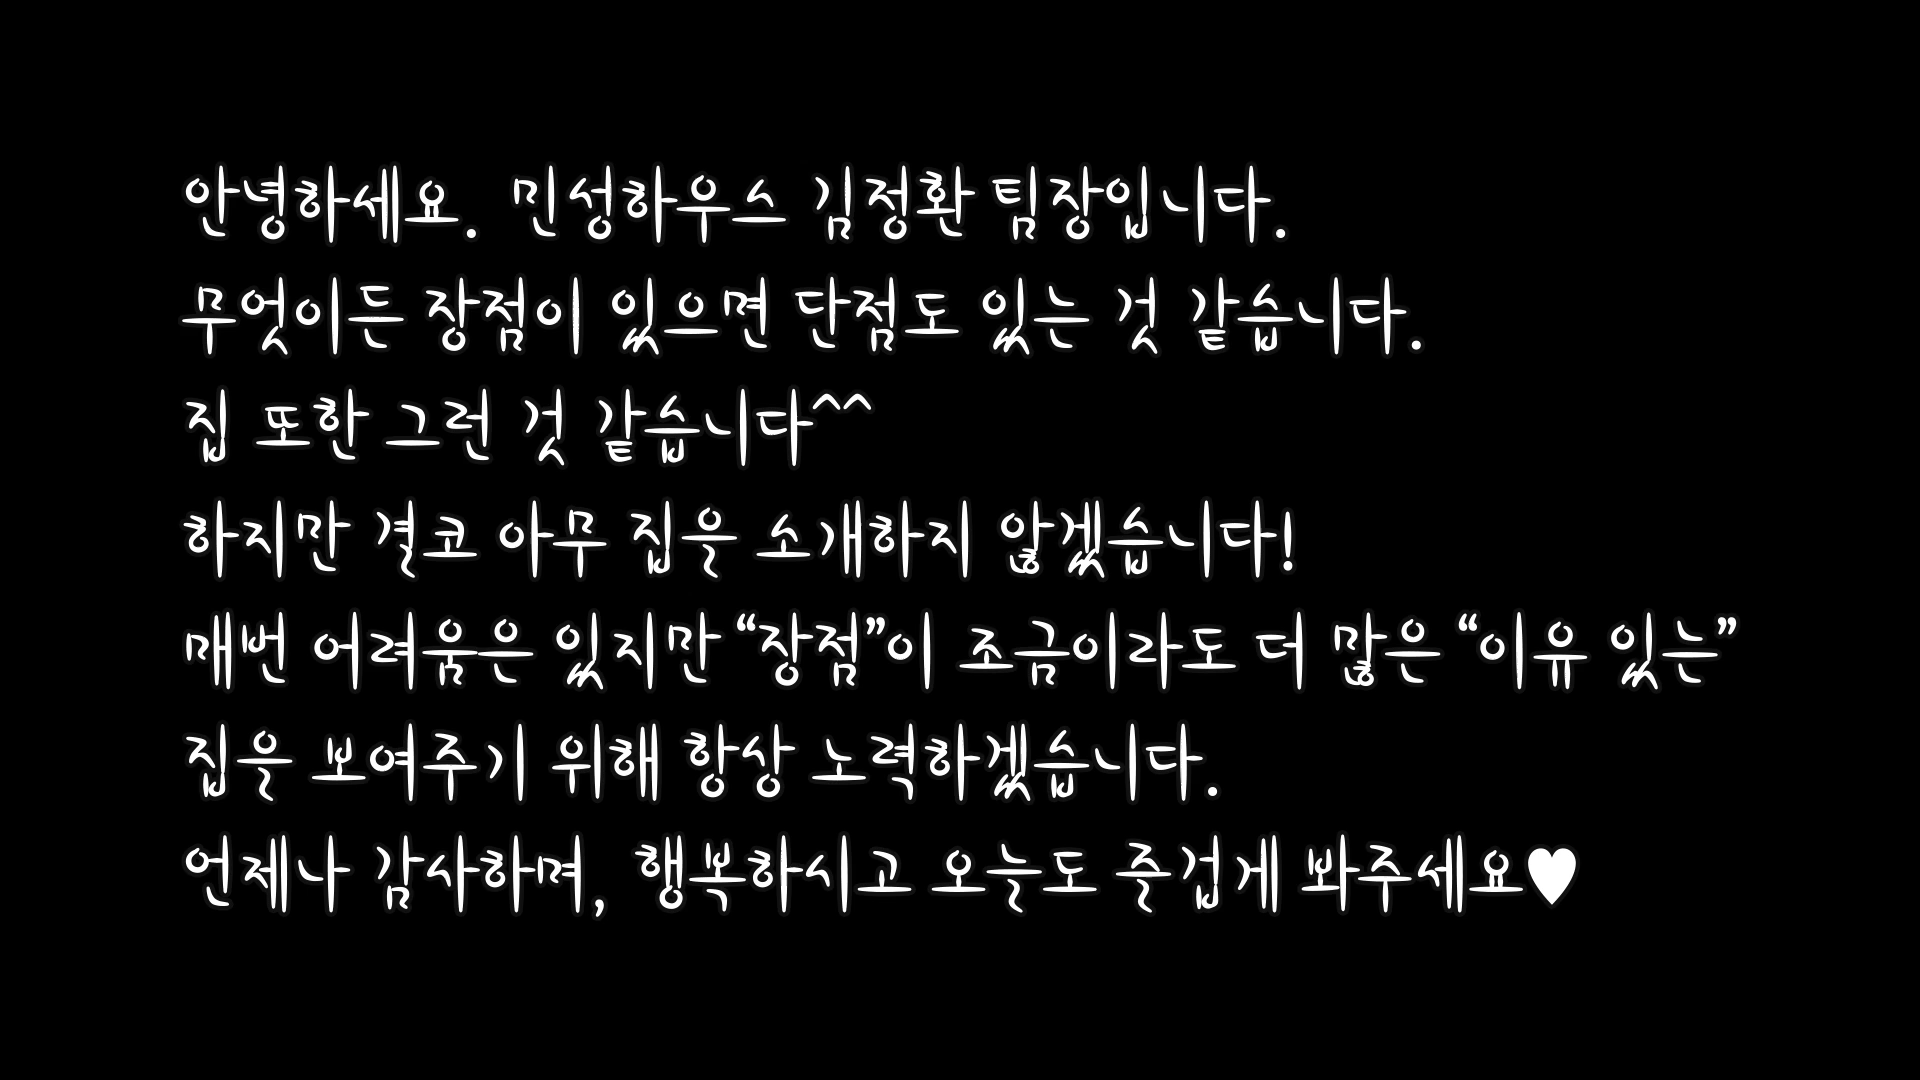 안녕하세요. 민성하우스 김정환 팀장입니다.
무엇이든 장점이 있으면 단점도 있는 것 같습니다.
집 또한 그런 것 같습니다^^
하지만 결코 아무 집을 소개하지 않겠습니다!
매번 어려움은 있지만 “장점”이 조금이라도 더 많은 “이유 있는”
집을 보여주기 위해 항상 노력하겠습니다.
언제나 감사하며, 행복하시고 오늘도 즐겁게 봐주세요♥